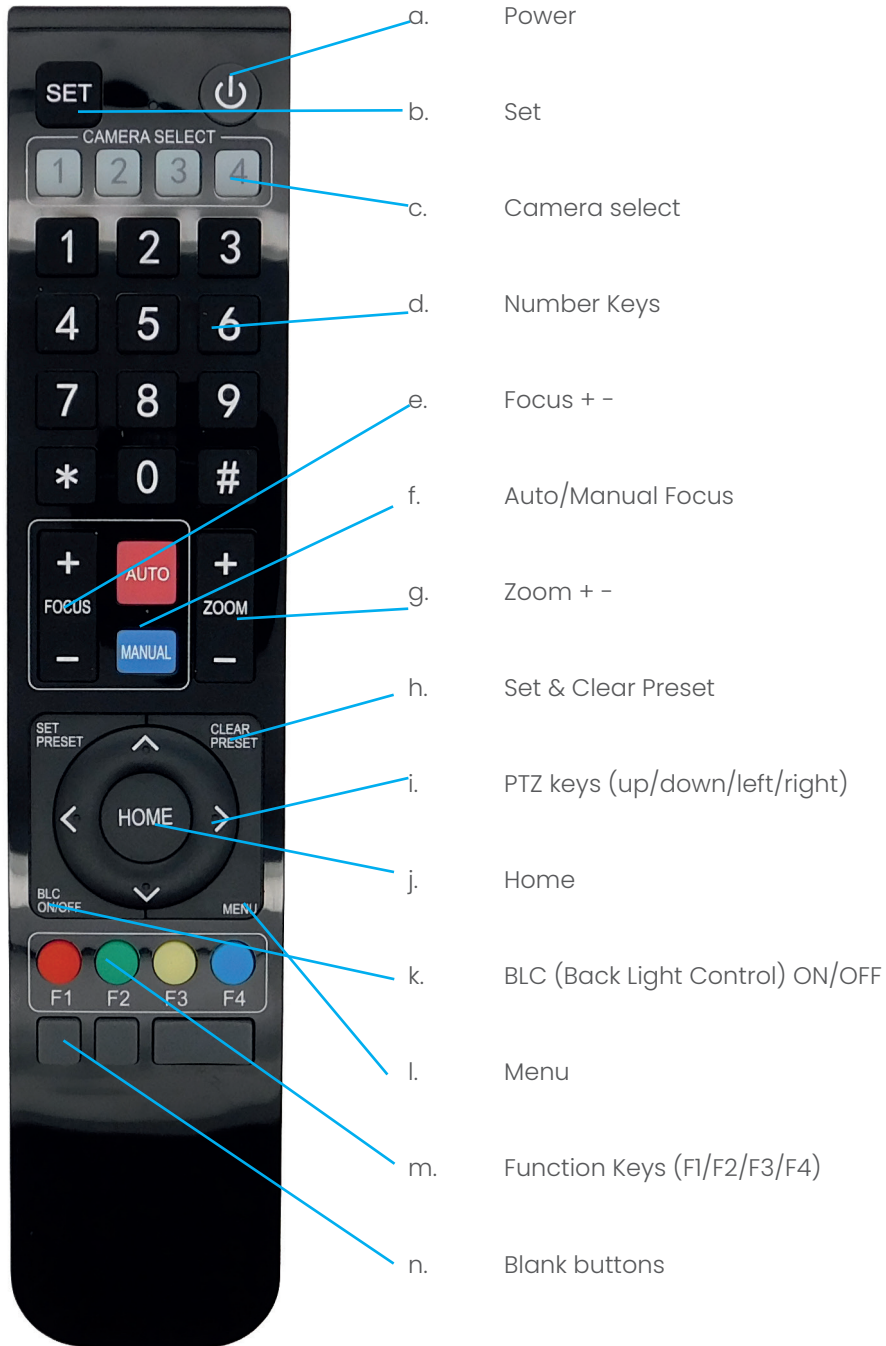 a. Power
SET
b. Set
CAMERA SELECT
1 2 3 4
c. Camera select
1 2 3
d. Number Keys
4 5 6
7 8 9
e. Focus + -
* 0 #
f. Auto/Manual Focus
+ AUTO +
FOCUS ZOOM
g. Zoom + -
- MANUAL -
h. Set & Clear Preset
SET
PRESET
CLEAR
PRESET
i. PTZ keys (up/down/left/right)
HOME
j. Home
BLC
ON/OFF
MENU
k. BLC (Back Light Control) ON/OFF
F1 F2 F3 F4
l. Menu
m. Function Keys (F1/F2/F3/F4)
n. Blank buttons